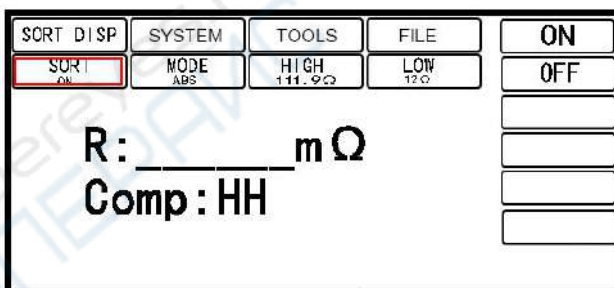 SORT DISP SYSTEM TOOLS FILE ON
SORT MODE HIGH LOW OFF
ON ABS 111.9Ω 12Ω
R:______mΩ
Comp:HH